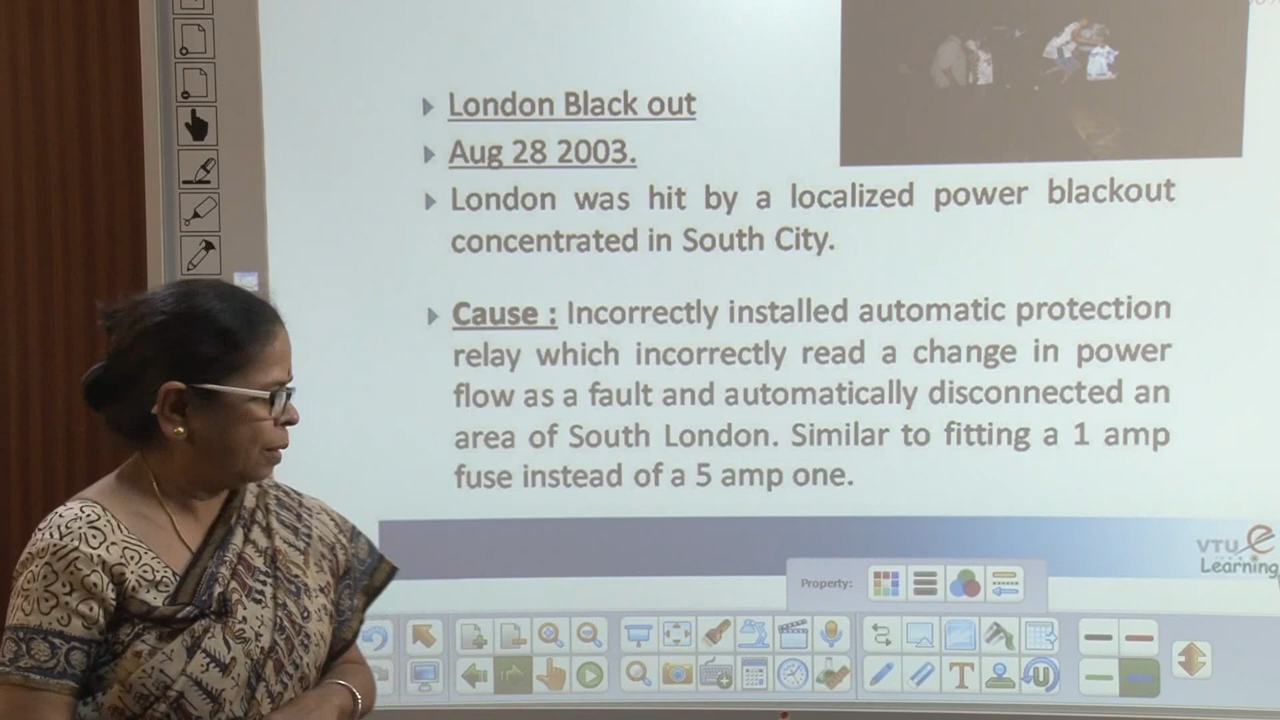 London Black out
Aug 28 2003.
London was hit by a localized power blackout
concentrated in South City.
Cause : Incorrectly installed automatic protection
relay which incorrectly read a change in power
flow as a fault and automatically disconnected an
area of South London. Similar to fitting a 1 amp
fuse instead of a 5 amp one.
VTU e
Learning
Property:
T